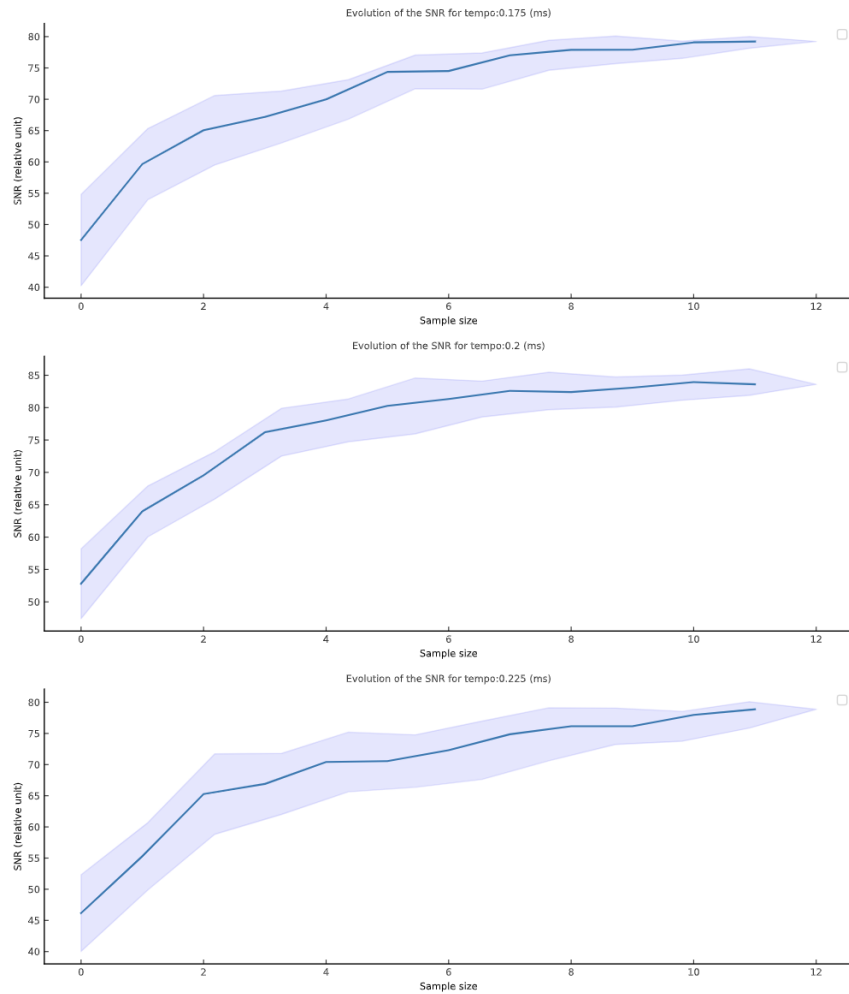 Evolution of the SNR for tempo:0.175 (ms)
80
75
70
65
60
55
50
45
40
SNR (relative unit)
0 2 4 6 8 10 12
Sample size
Evolution of the SNR for tempo:0.2 (ms)
85
80
75
70
65
60
55
50
SNR (relative unit)
0 2 4 6 8 10 12
Sample size
Evolution of the SNR for tempo:0.225 (ms)
80
75
70
65
60
55
50
45
40
SNR (relative unit)
0 2 4 6 8 10 12
Sample size